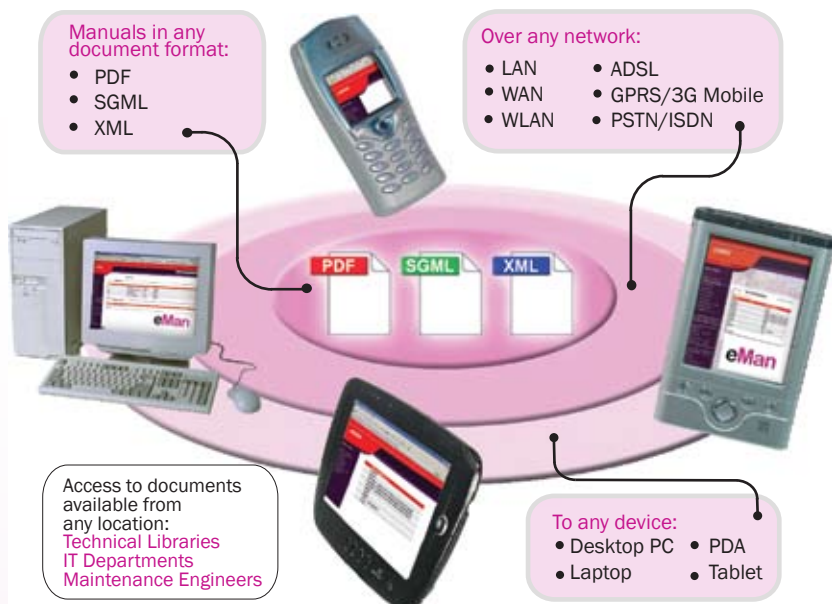 Manuals in any
document format:
• PDF
• SGML
• XML
Over any network:
• LAN
• WAN
• WLAN
• ADSL
• GPRS/3G Mobile
• PSTN/ISDN
PDF
SGML
XML
eMan
eMan
Access to documents
available from
any location:
Technical Libraries
IT Departments
Maintenance Engineers
To any device:
• Desktop PC
• Laptop
• PDA
• Tablet